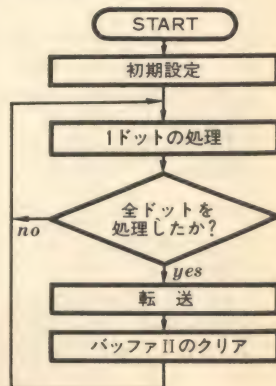 START
初期設定
1ドットの処理
全ドットを
処理したか?
no
yes
転送
バッファIIのクリア